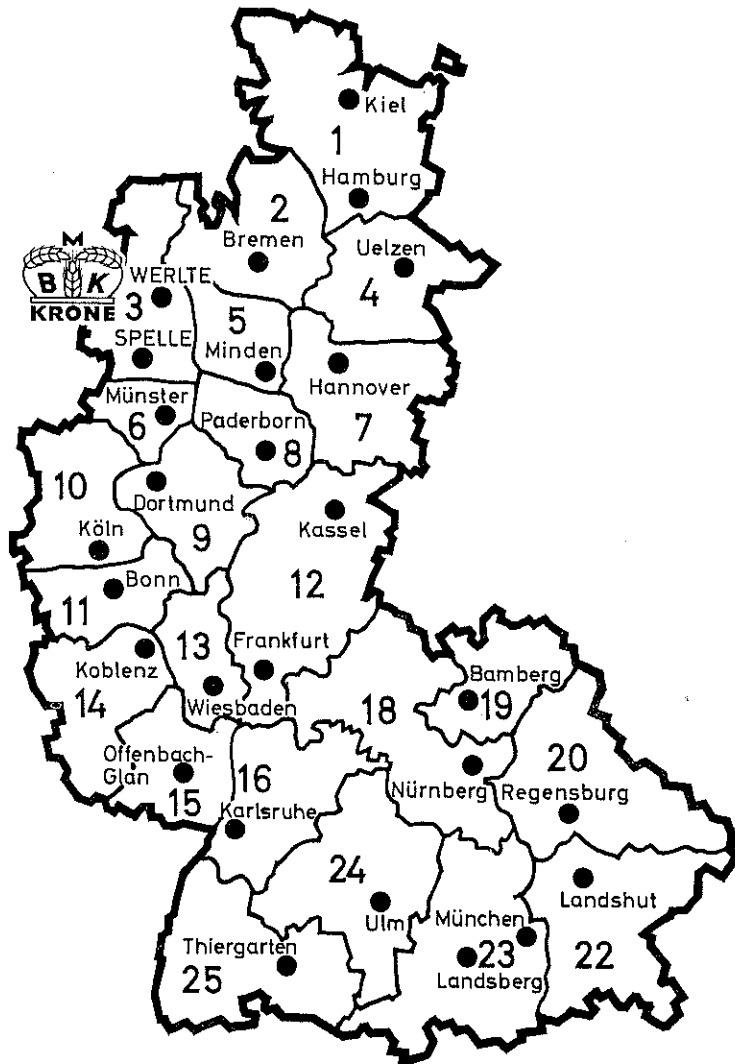 Kiel
1
Hamburg
2
Bremen
Uelzen
4
M
B K
KRONE
WERLTE
3
SPELLE
5
Minden
Hannover
7
Münster
6
Paderborn
8
10
Dortmund
9
Köln
Kassel
12
Bonn
11
13
Frankfurt
Koblenz
14
Wiesbaden
18
Bamberg
19
Offenbach-
Glan
15
16
Karlsruhe
Nürnberg
20
Regensburg
24
Ulm
Landshut
22
München
23
Landsberg
Thiergarten
25